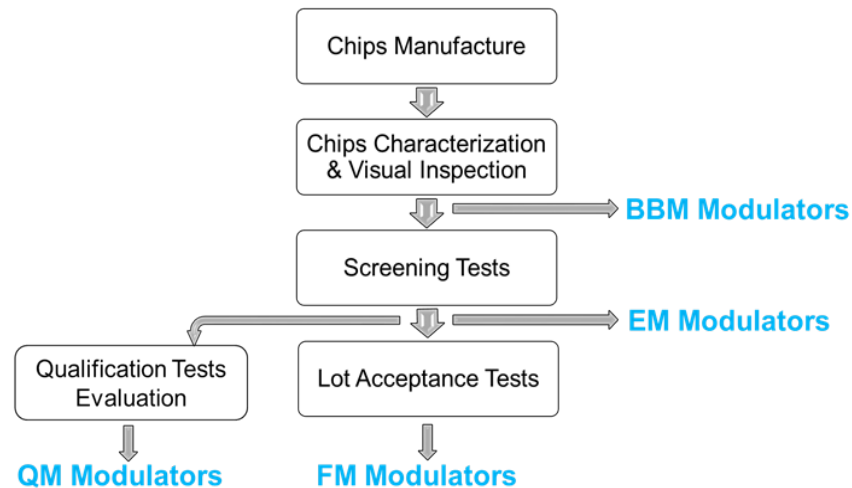 Chips Manufacture
Chips Characterization
& Visual Inspection
BBM Modulators
Screening Tests
EM Modulators
Qualification Tests
Evaluation
Lot Acceptance Tests
QM Modulators
FM Modulators